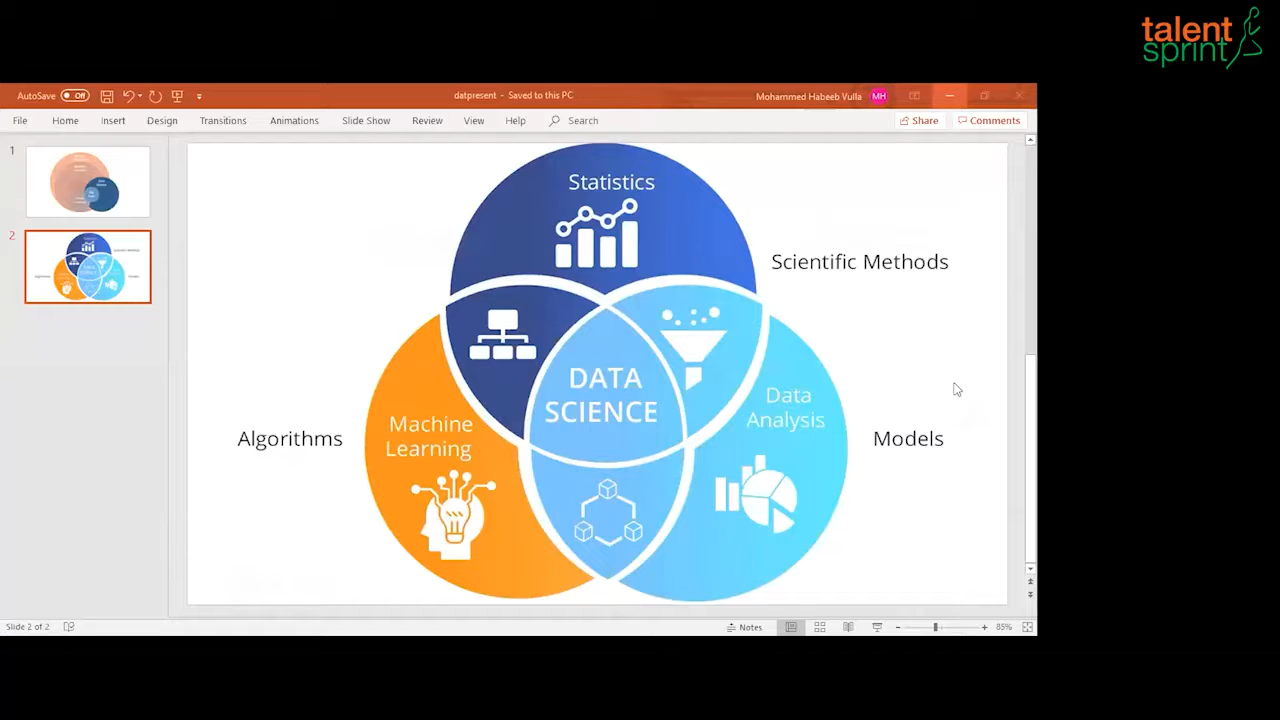 talent
sprint
AutoSave Off
datpresent - Saved to this PC
Mohammed Habeeb Vulla MH
File Home Insert Design Transitions Animations Slide Show Review View Help Search
Share Comments
1
2
Statistics
Scientific Methods
DATA
SCIENCE
Data
Analysis
Machine
Learning
Algorithms
Models
Slide 2 of 2
Notes
85%